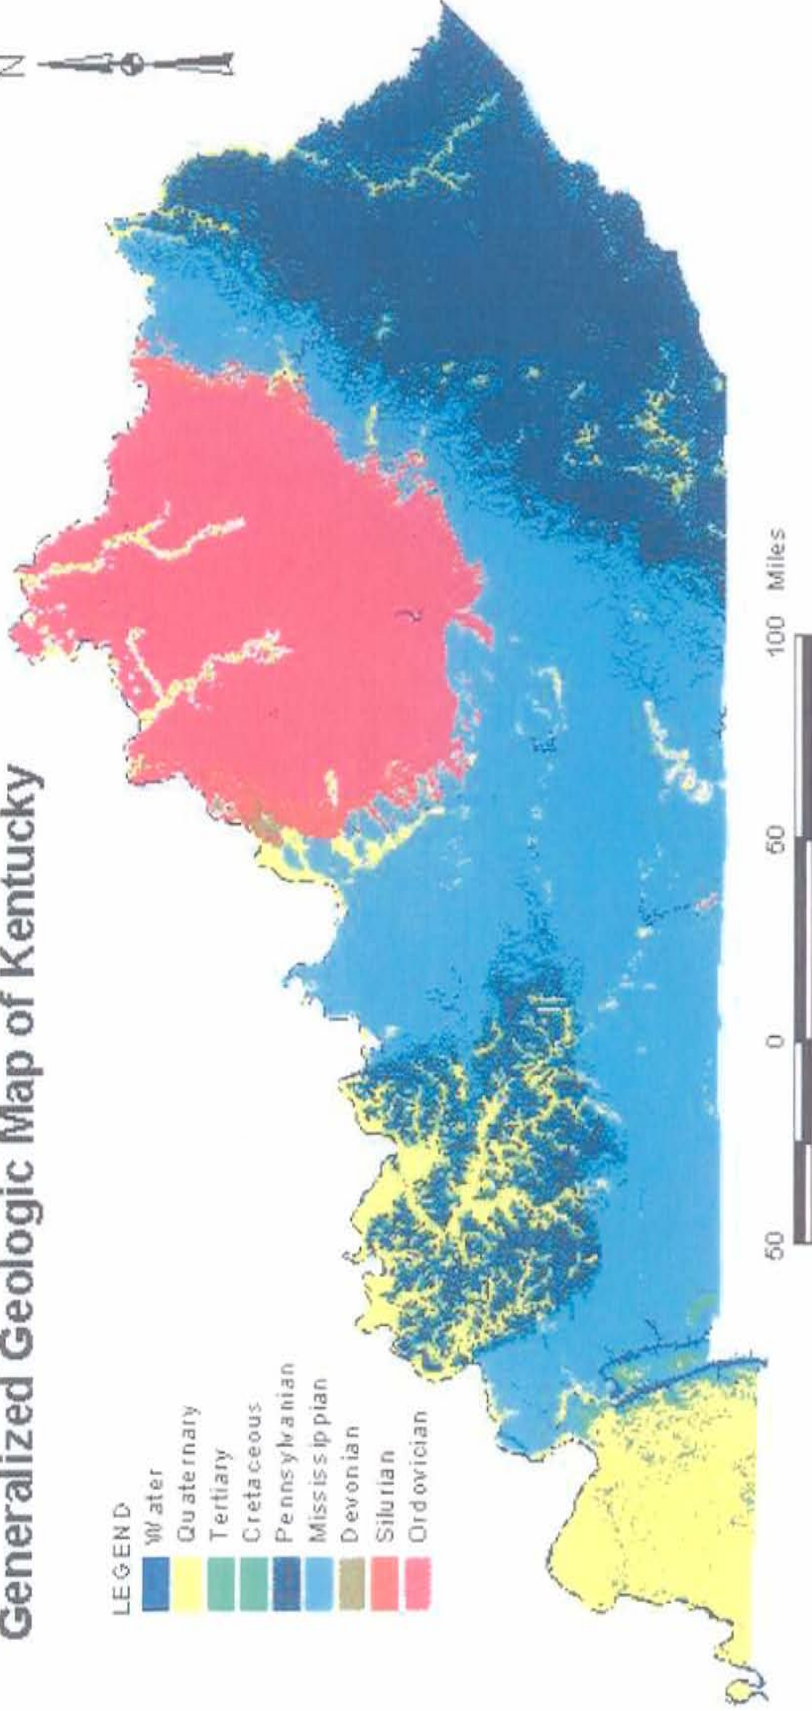 Generalized Geologic Map of Kentucky
N
LEGEND
Water
Quaternary
Tertiary
Cretaceous
Pennsylvanian
Mississippian
Devonian
Silurian
Ordovician
50 0 50 100 Miles